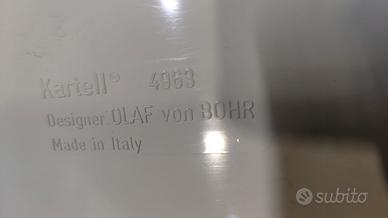 Kartell® 4963
Designer: OLAF von BOHR
Made in Italy
subito